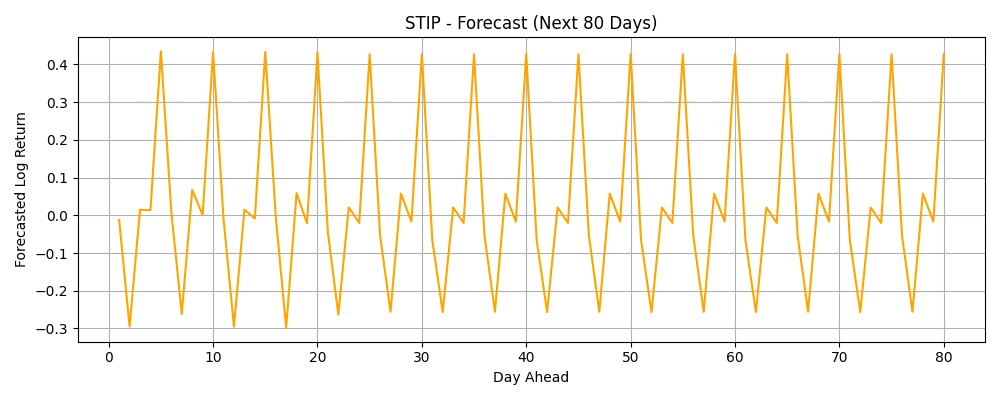 STIP - Forecast (Next 80 Days)
Forecasted Log Return
0.4
0.3
0.2
0.1
0.0
−0.1
−0.2
−0.3
0 10 20 30 40 50 60 70 80
Day Ahead